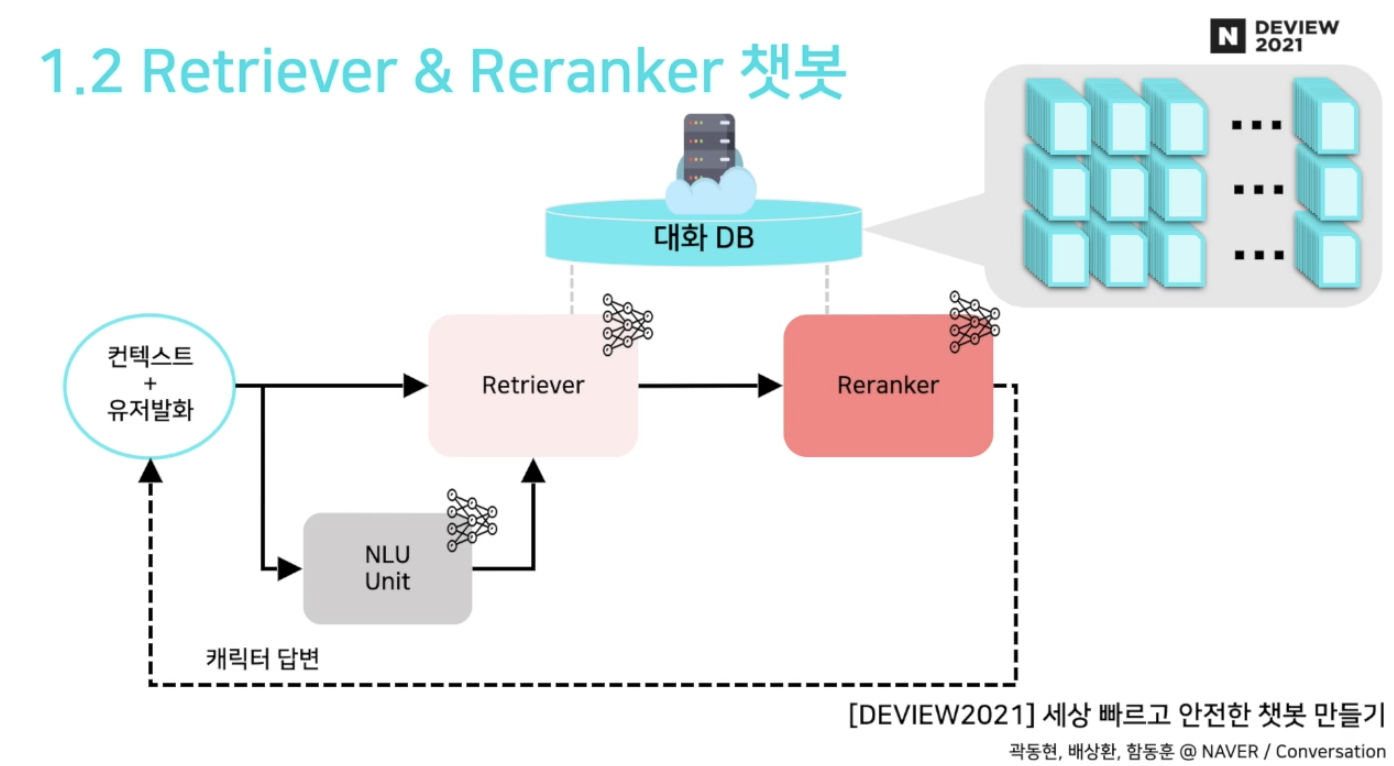 N DEVIEW
2021
1.2 Retriever & Reranker 챗봇
대화 DB
컨텍스트
+
유저발화
Retriever
Reranker
NLU
Unit
캐릭터 답변
[DEVIEW2021] 세상 빠르고 안전한 챗봇 만들기
곽동현, 배상환, 함동훈 @ NAVER / Conversation